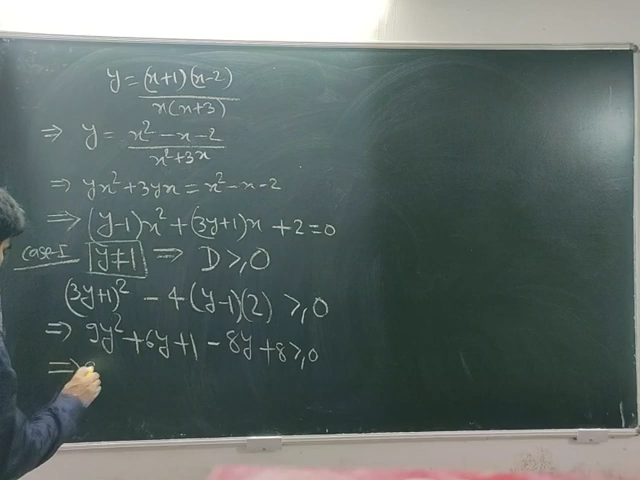 y = (x+1)(x-2) / x(x+3)
⇒ y = x² - x - 2 / x² + 3x
⇒ yx² + 3yx = x² - x - 2
⇒ (y-1)x² + (3y+1)x + 2 = 0
Case-I y≠1 ⇒ D ≥ 0
(3y+1)² - 4(y-1)(2) ≥ 0
⇒ 9y² + 6y + 1 - 8y + 8 ≥ 0
⇒